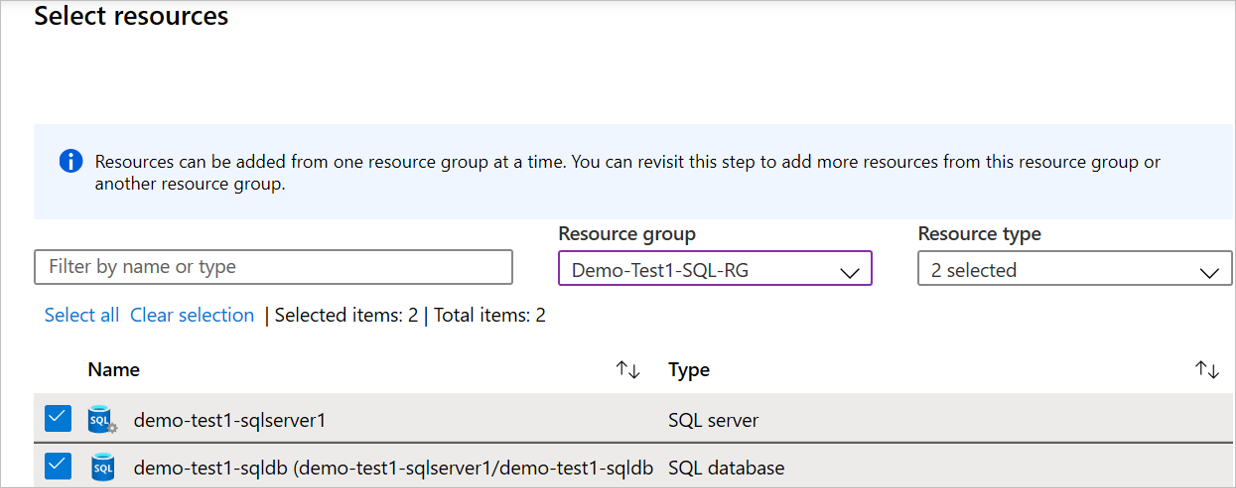 Select resources
Resources can be added from one resource group at a time. You can revisit this step to add more resources from this resource group or
another resource group.
Resource group
Resource type
Filter by name or type
Demo-Test1-SQL-RG
2 selected
Select all Clear selection | Selected items: 2 | Total items: 2
Name Type
SQL demo-test1-sqlserver1 SQL server
SQL demo-test1-sqldb (demo-test1-sqlserver1/demo-test1-sqldb SQL database